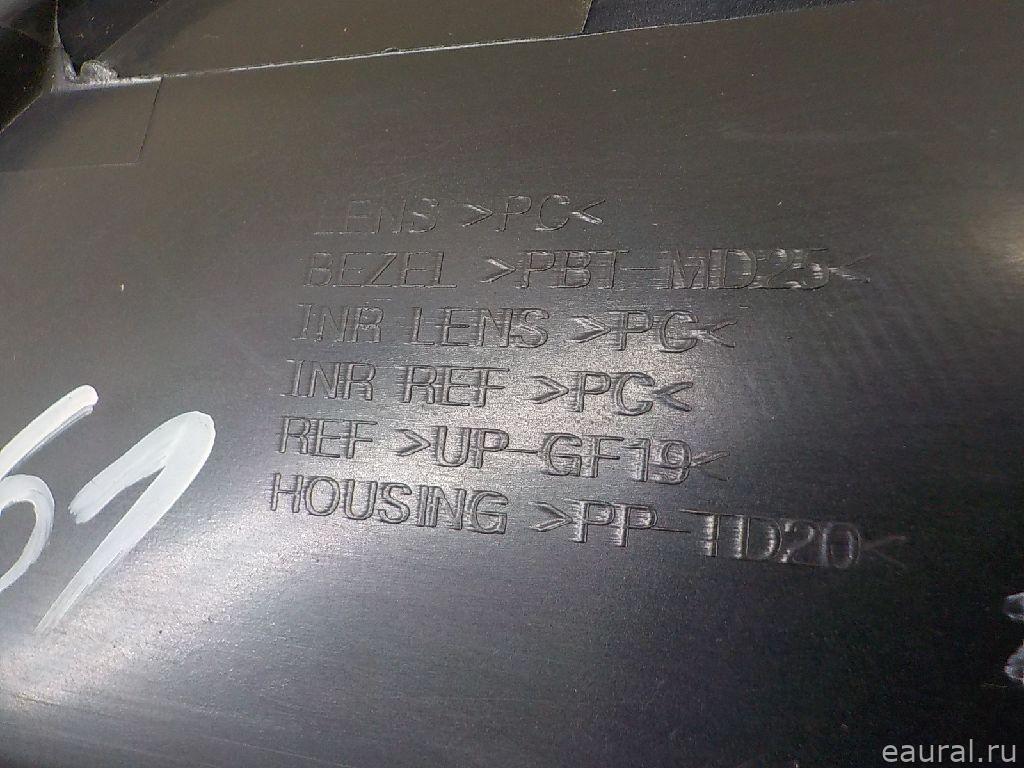 LENS >PC<
BEZEL >PBT-MD25<
INR LENS >PC<
INR REF >PC<
REF >UP-GF19<
HOUSING >PP-TD20<
61
eaural.ru